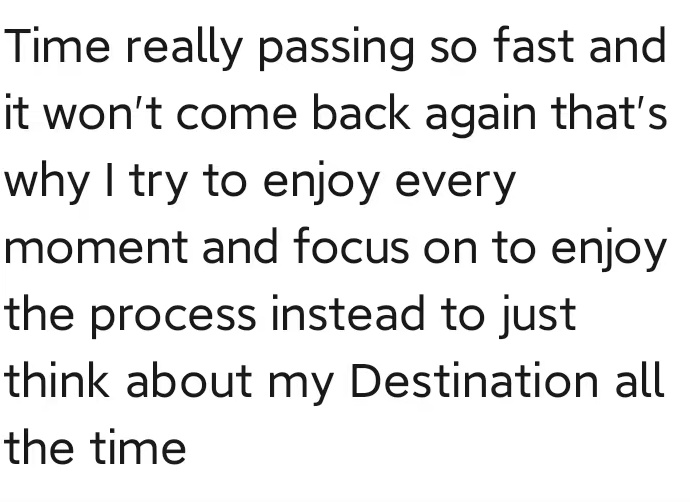 Time really passing so fast and
it won't come back again that's
why I try to enjoy every
moment and focus on to enjoy
the process instead to just
think about my Destination all
the time